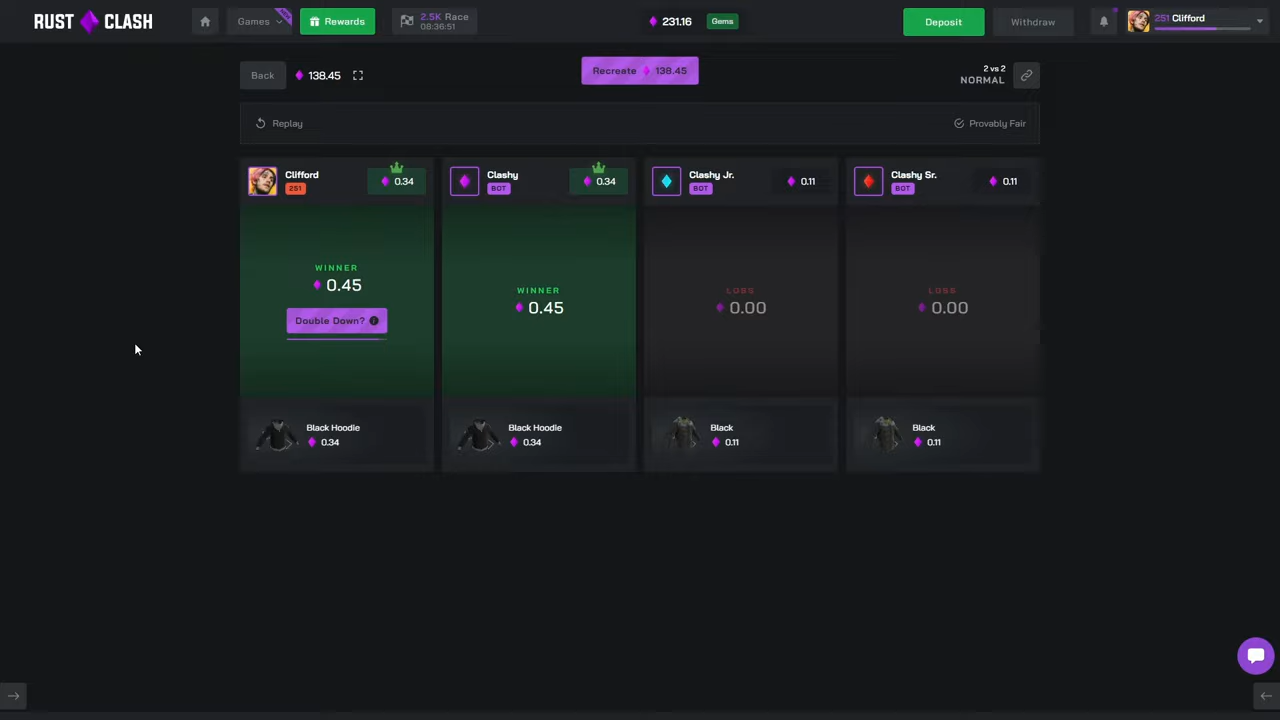 RUST CLASH
Games
Rewards
2.5K Race
08:36:51
231.16
Gems
Deposit
Withdraw
251 Clifford
Back
138.45
Recreate 138.45
2 vs 2
NORMAL
Replay
Provably Fair
Clifford
251
0.34
Clashy
BOT
0.34
Clashy Jr.
BOT
0.11
Clashy Sr.
BOT
0.11
WINNER
0.45
Double Down?
WINNER
0.45
LOSS
0.00
LOSS
0.00
Black Hoodie
0.34
Black Hoodie
0.34
Black
0.11
Black
0.11